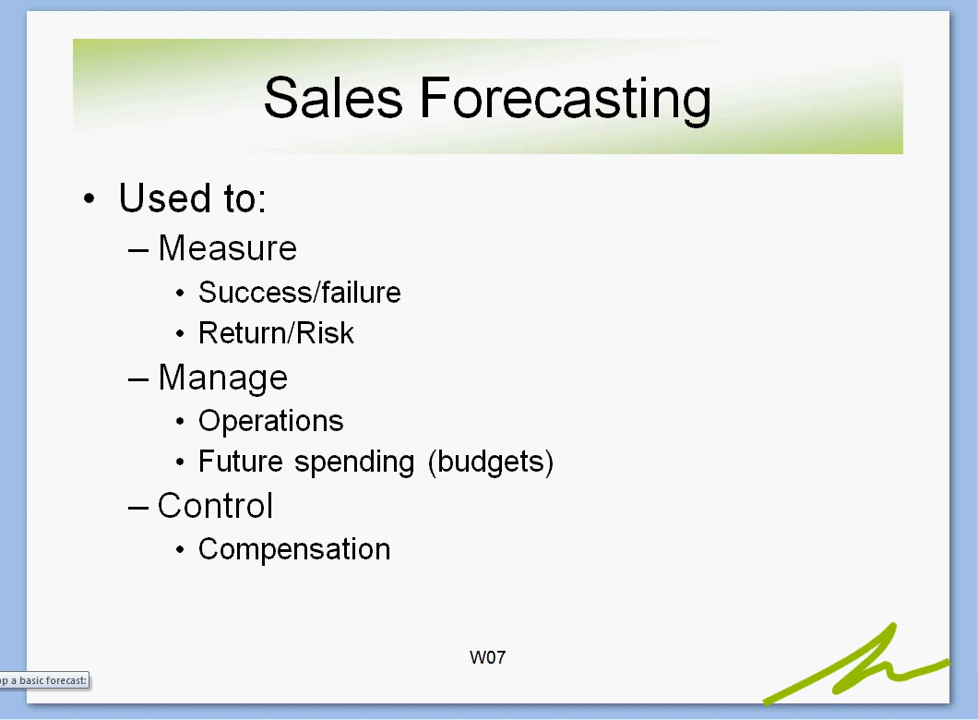 Sales Forecasting
• Used to:
– Measure
• Success/failure
• Return/Risk
– Manage
• Operations
• Future spending (budgets)
– Control
• Compensation
W07
a basic forecast: